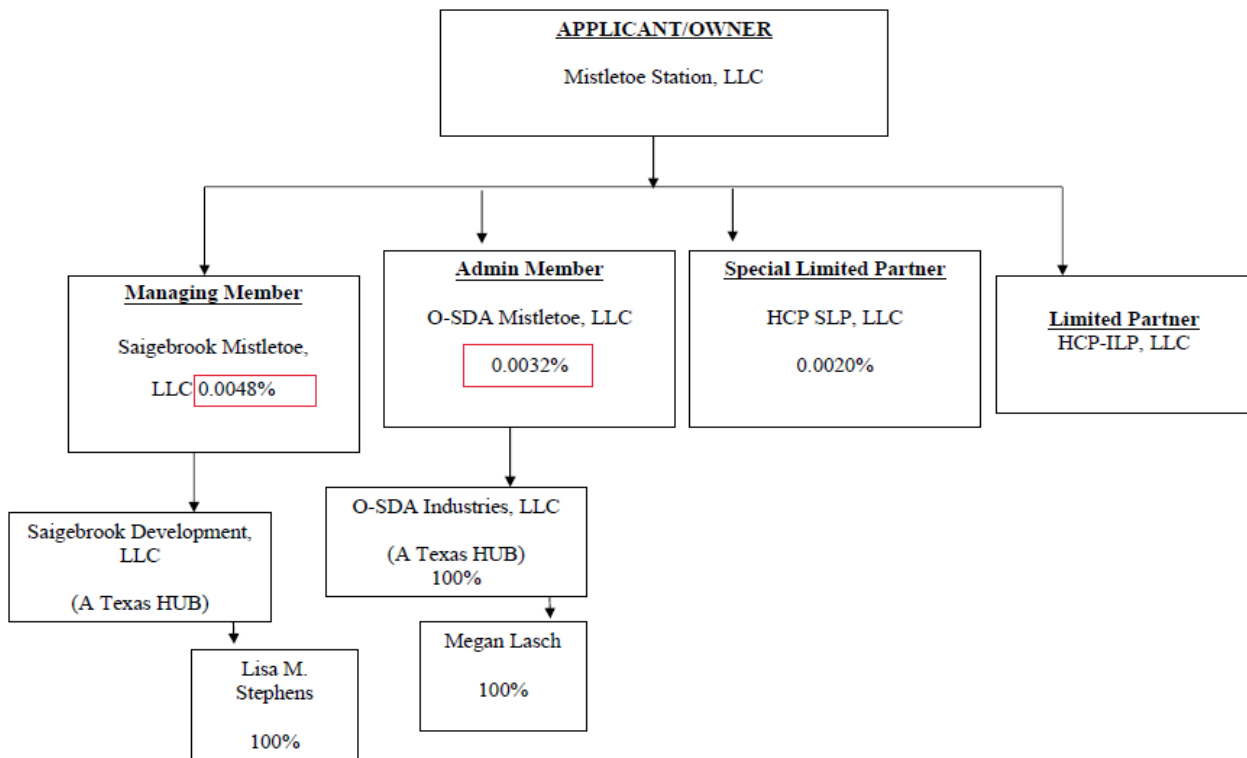 APPLICANT/OWNER
Mistletoe Station, LLC
Managing Member
Saigebrook Mistletoe,
LLC 0.0048%
Admin Member
O-SDA Mistletoe, LLC
0.0032%
Special Limited Partner
HCP SLP, LLC
0.0020%
Limited Partner
HCP-ILP, LLC
Saigebrook Development,
LLC
(A Texas HUB)
O-SDA Industries, LLC
(A Texas HUB)
100%
Lisa M.
Stephens
100%
Megan Lasch
100%